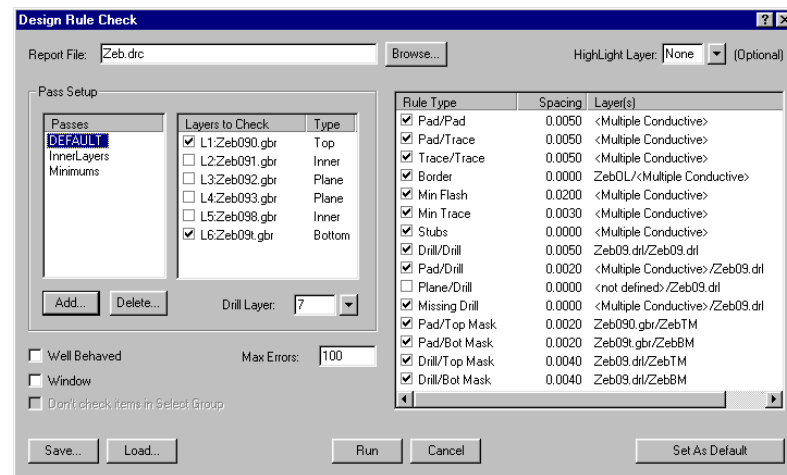 Design Rule Check
Report File: Zeb.drc Browse... HighLight Layer: None (Optional)
Pass Setup
Passes
DEFAULT
InnerLayers
Minimums
Layers to Check Type
L1:Zeb090.gbr Top
L2:Zeb091.gbr Inner
L3:Zeb092.gbr Plane
L4:Zeb093.gbr Plane
L5:Zeb098.gbr Inner
L6:Zeb09t.gbr Bottom
Add... Delete... Drill Layer: 7
Well Behaved Max Errors: 100
Window
Don't check items in Select Group
Rule Type Spacing Layer(s)
Pad/Pad 0.0050 <Multiple Conductive>
Pad/Trace 0.0050 <Multiple Conductive>
Trace/Trace 0.0050 <Multiple Conductive>
Border 0.0000 ZebOL/<Multiple Conductive>
Min Flash 0.0200 <Multiple Conductive>
Min Trace 0.0030 <Multiple Conductive>
Stubs 0.0000 <Multiple Conductive>
Drill/Drill 0.0050 Zeb09.drl/Zeb09.drl
Pad/Drill 0.0020 <Multiple Conductive>/Zeb09.drl
Plane/Drill 0.0000 <not defined>/Zeb09.drl
Missing Drill 0.0000 <Multiple Conductive>/Zeb09.drl
Pad/Top Mask 0.0020 Zeb090.gbr/ZebTM
Pad/Bot Mask 0.0020 Zeb09t.gbr/ZebBM
Drill/Top Mask 0.0040 Zeb09.drl/ZebTM
Drill/Bot Mask 0.0040 Zeb09.drl/ZebBM
Save... Load... Run Cancel Set As Default